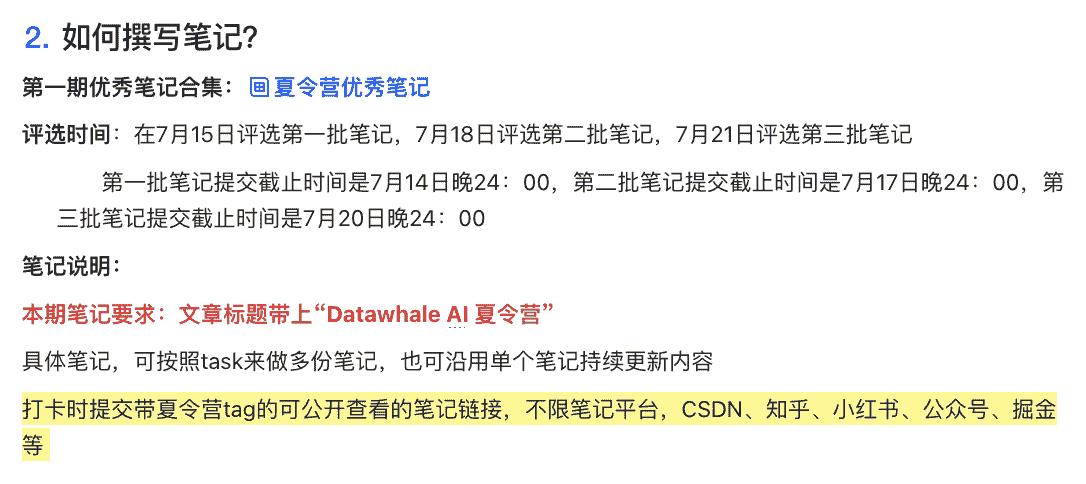 2. 如何撰写笔记?
第一期优秀笔记合集： 夏令营优秀笔记
评选时间：在7月15日评选第一批笔记，7月18日评选第二批笔记，7月21日评选第三批笔记
第一批笔记提交截止时间是7月14日晚24：00，第二批笔记提交截止时间是7月17日晚24：00，第
三批笔记提交截止时间是7月20日晚24：00
笔记说明：
本期笔记要求：文章标题带上“Datawhale AI 夏令营”
具体笔记，可按照task来做多份笔记，也可沿用单个笔记持续更新内容
打卡时提交带夏令营tag的可公开查看的笔记链接，不限笔记平台，CSDN、知乎、小红书、公众号、掘金
等